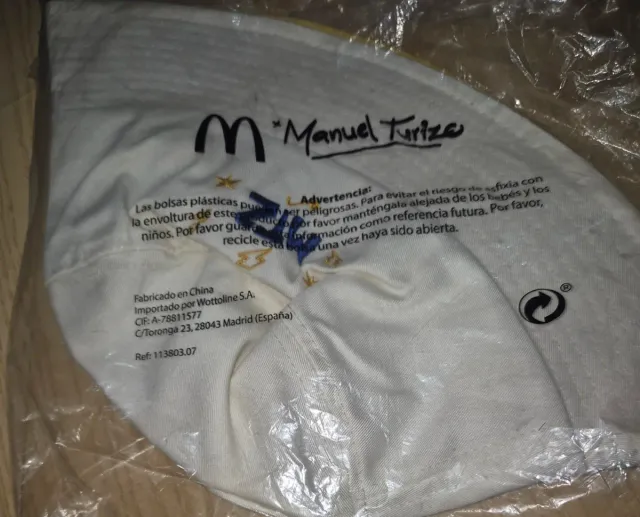 M × Manuel Turizo
Advertencia:
Las bolsas plásticas pueden ser peligrosas. Para evitar el riesgo de asfixia con
la envoltura de este producto, por favor manténgala alejada de los bebés y los
niños. Por favor guarde información como referencia futura. Por favor,
recicle esta bolsa una vez haya sido abierta.
MTZ
Fabricado en China
Importado por Wottoline S.A.
CIF: A-78811577
C/Toronga 23, 28043 Madrid (España)
Ref: 113803.07
®